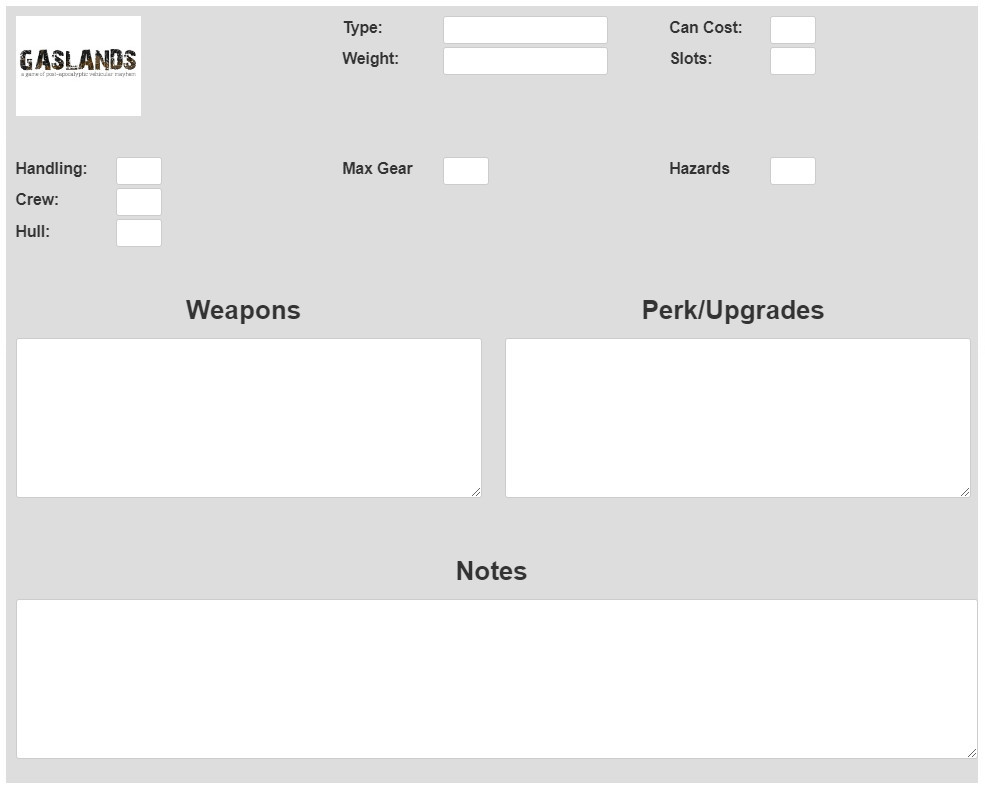 GASLANDS
a game of post-apocalyptic vehicular mayhem
Type:
Can Cost:
Weight:
Slots:
Handling:
Max Gear
Hazards
Crew:
Hull:
Weapons
Perk/Upgrades
Notes